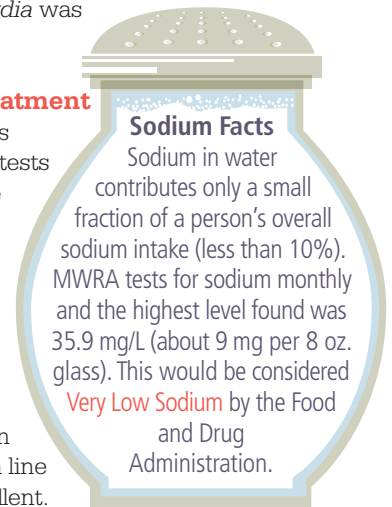 rdia was
atment
s
tests
Sodium Facts
Sodium in water
contributes only a small
fraction of a person's overall
sodium intake (less than 10%).
MWRA tests for sodium monthly
and the highest level found was
35.9 mg/L (about 9 mg per 8 oz.
glass). This would be considered
Very Low Sodium by the Food
and Drug
Administration.
n
line
llent.